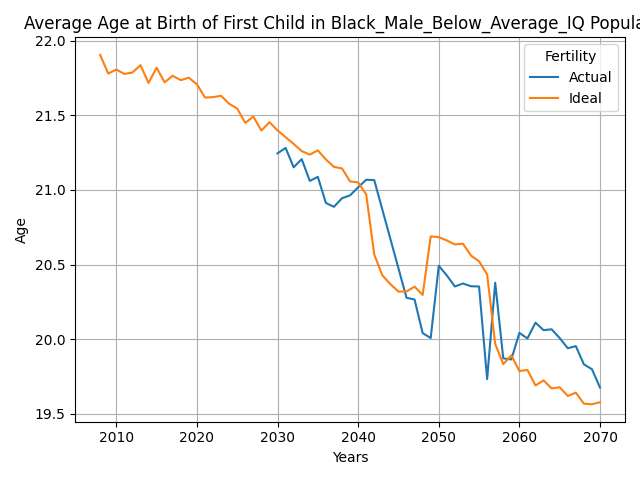 Average Age at Birth of First Child in Black_Male_Below_Average_IQ Popula
22.0
21.5
21.0
20.5
20.0
19.5
Age
Fertility
Actual
Ideal
2010 2020 2030 2040 2050 2060 2070
Years